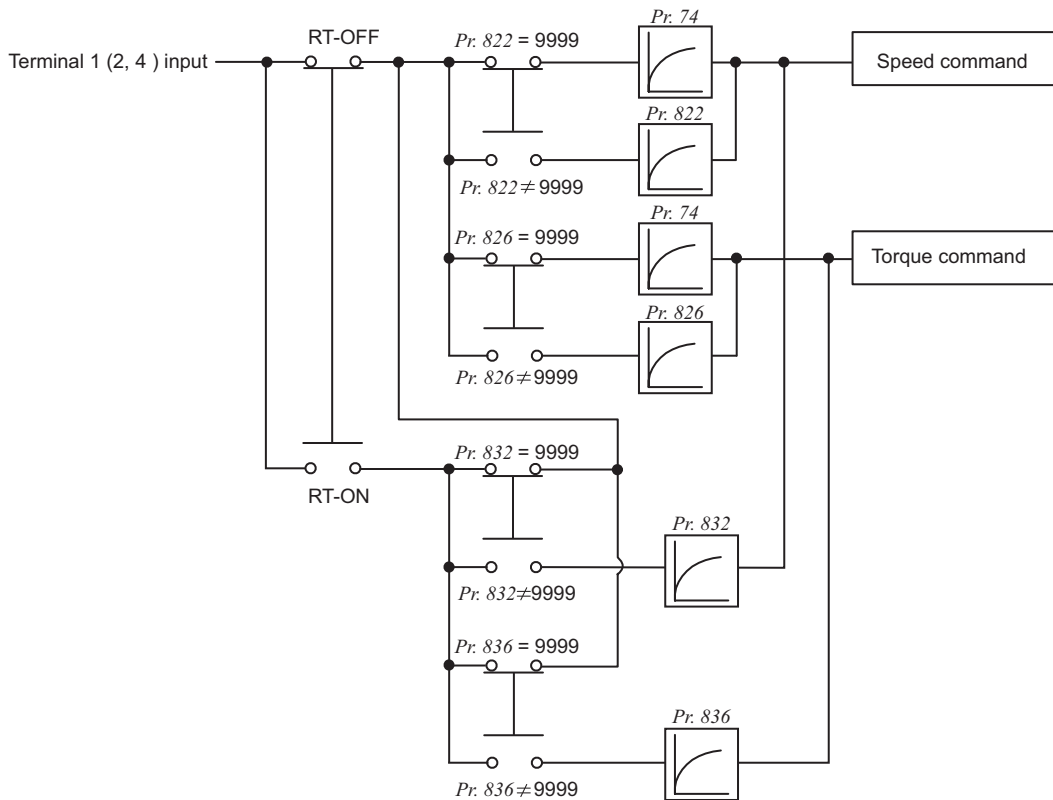 Pr. 74
RT-OFF
Pr. 822 = 9999
Terminal 1 (2, 4 ) input
Speed command
Pr. 822
Pr. 822 ≠ 9999
Pr. 74
Pr. 826 = 9999
Torque command
Pr. 826
Pr. 826 ≠ 9999
Pr. 832 = 9999
RT-ON
Pr. 832
Pr. 832≠9999
Pr. 836 = 9999
Pr. 836
Pr. 836≠9999